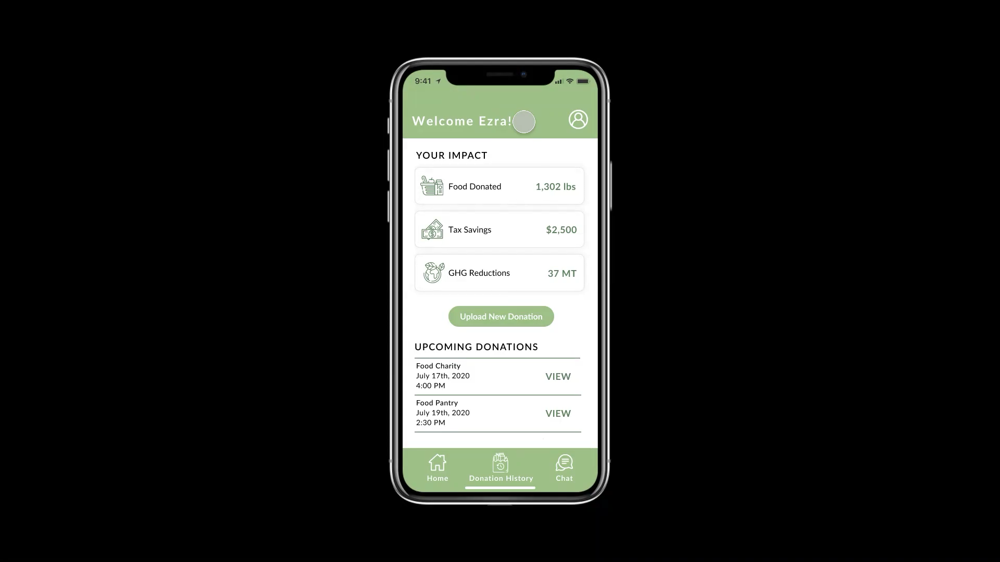 9:41
Welcome Ezra!
YOUR IMPACT
Food Donated 1,302 lbs
Tax Savings $2,500
GHG Reductions 37 MT
Upload New Donation
UPCOMING DONATIONS
Food Charity
July 17th, 2020
VIEW
4:00 PM
Food Pantry
July 19th, 2020
VIEW
2:30 PM
Home Donation History Chat